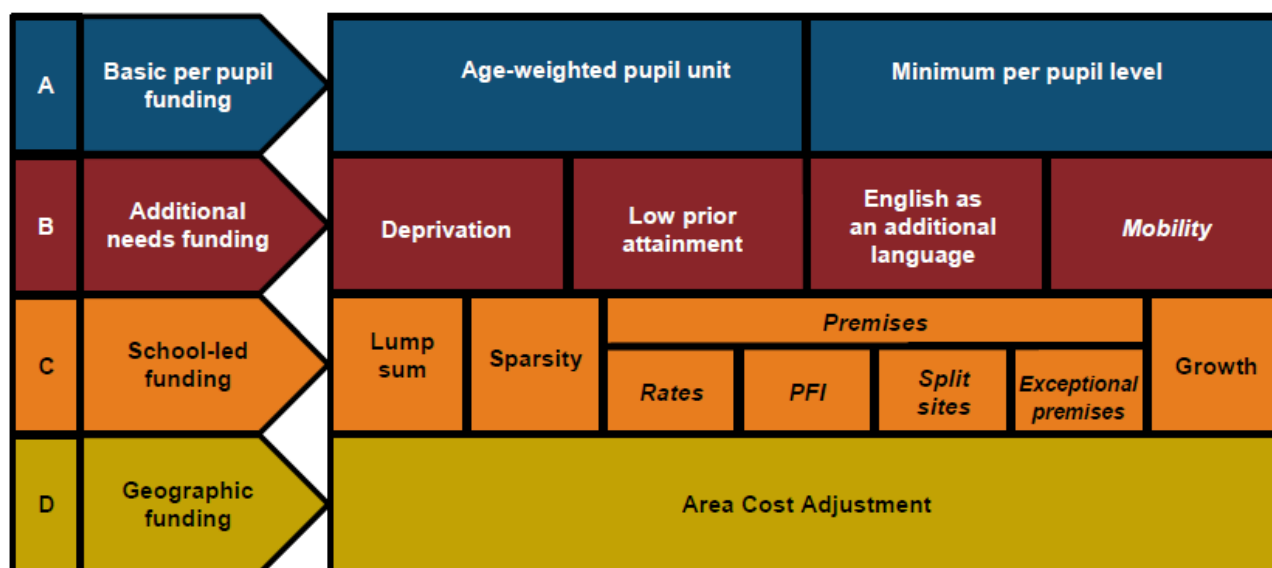 A
Basic per pupil
funding
Age-weighted pupil unit
Minimum per pupil level
B
Additional
needs funding
Deprivation
Low prior
attainment
English as
an additional
language
Mobility
C
School-led
funding
Lump
sum
Sparsity
Premises
Rates
PFI
Split
sites
Exceptional
premises
Growth
D
Geographic
funding
Area Cost Adjustment